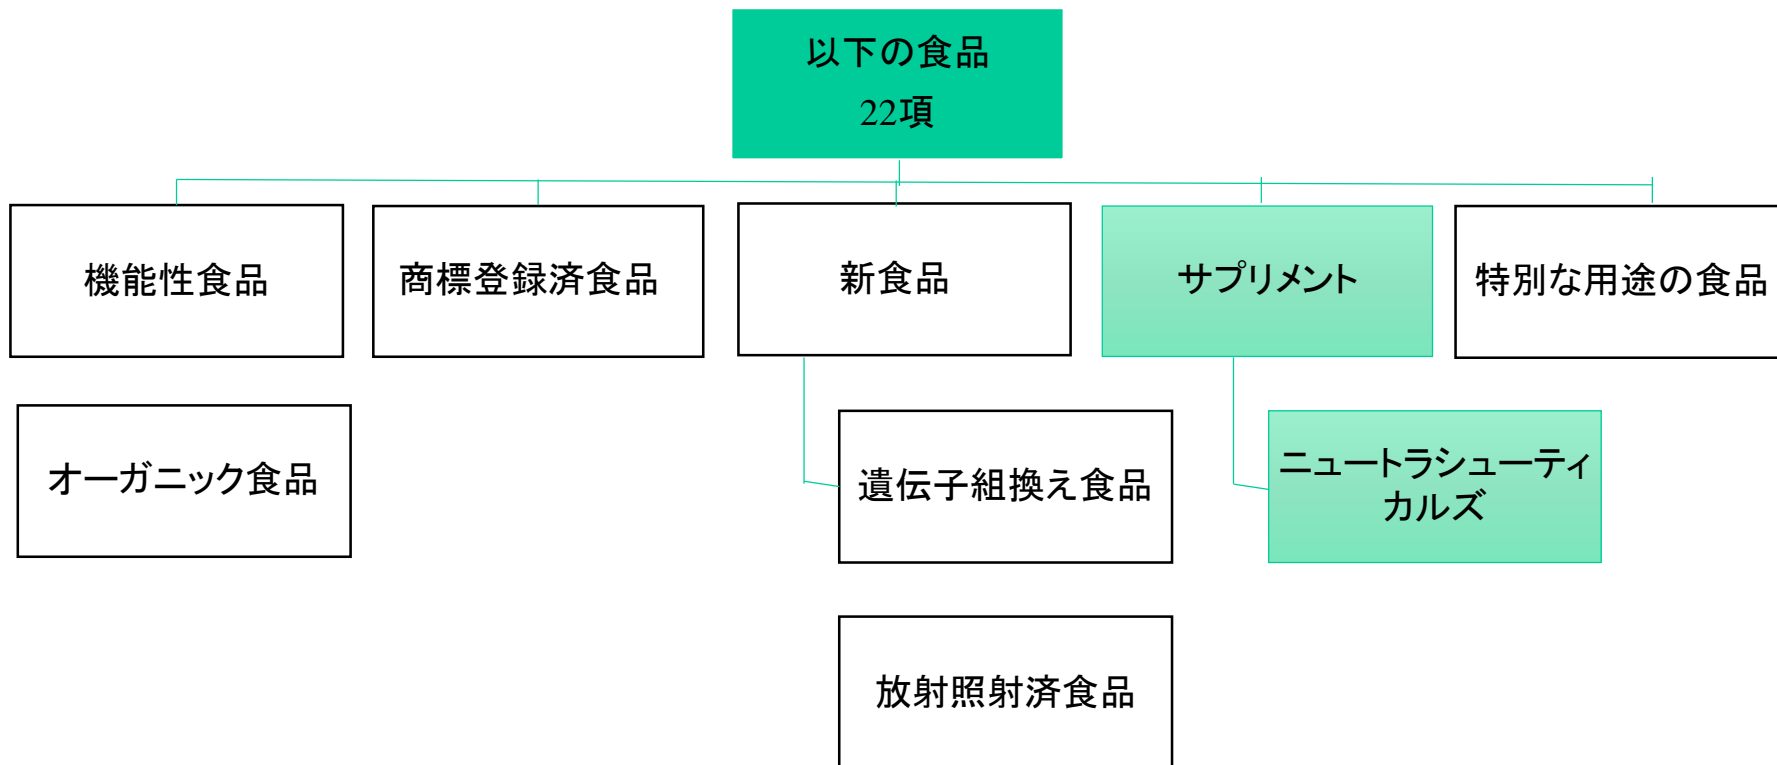 以下の食品
22項
機能性食品
商標登録済食品
新食品
サプリメント
特別な用途の食品
オーガニック食品
遺伝子組換え食品
ニュートラシューティ
カルズ
放射照射済食品